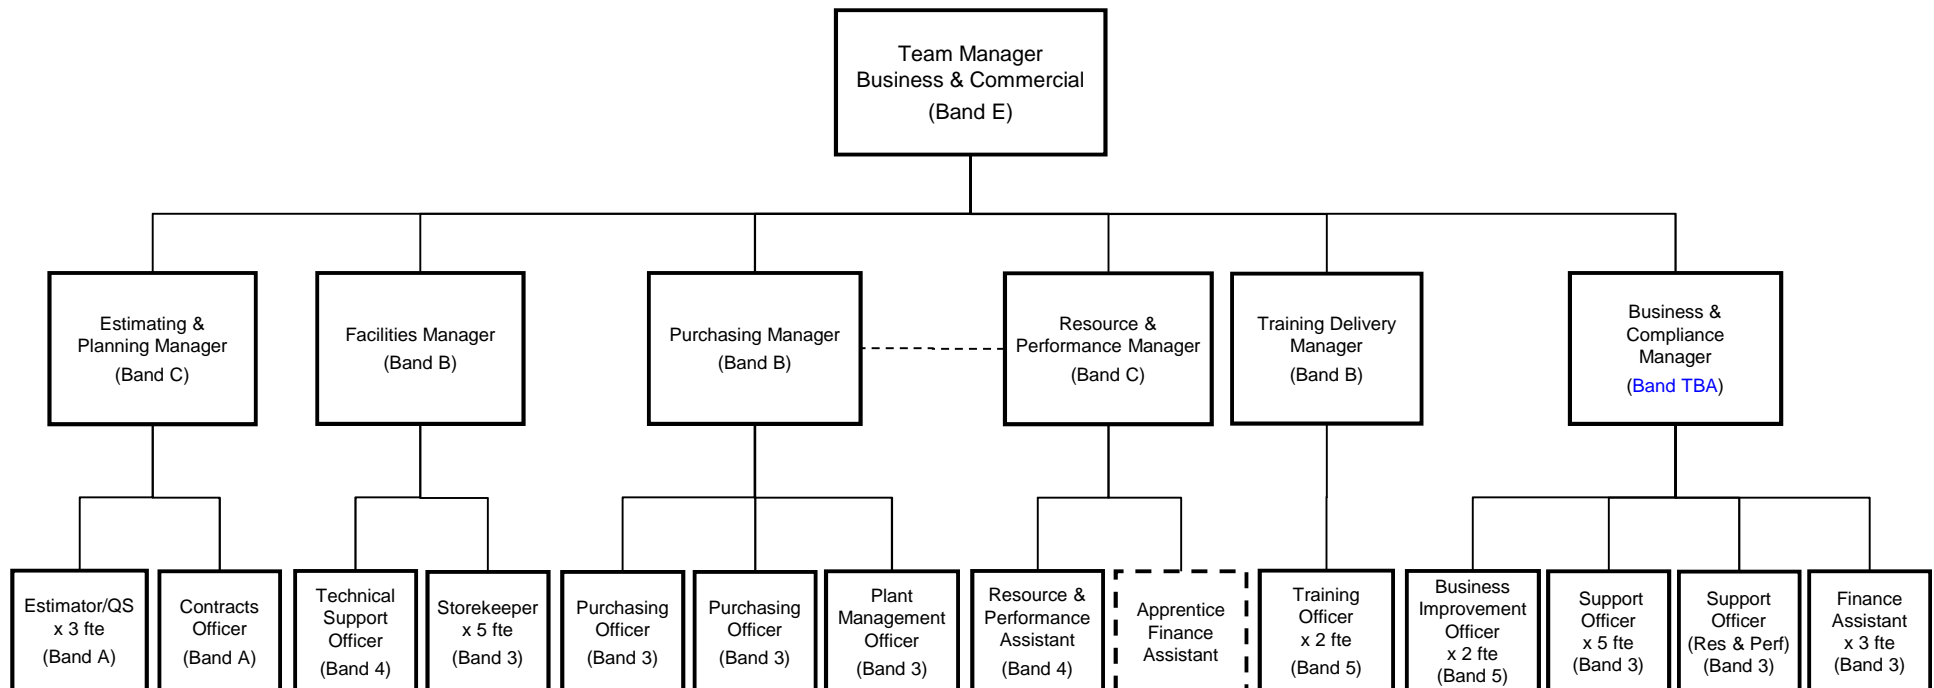 Team Manager
Business & Commercial
(Band E)
Estimating &
Planning Manager
(Band C)
Facilities Manager
(Band B)
Purchasing Manager
(Band B)
Resource &
Performance Manager
(Band C)
Training Delivery
Manager
(Band B)
Business &
Compliance
Manager
(Band TBA)
Estimator/QS
x 3 fte
(Band A)
Contracts
Officer
(Band A)
Technical
Support
Officer
(Band 4)
Storekeeper
x 5 fte
(Band 3)
Purchasing
Officer
(Band 3)
Purchasing
Officer
(Band 3)
Plant
Management
Officer
(Band 3)
Resource &
Performance
Assistant
(Band 4)
Apprentice
Finance
Assistant
Training
Officer
x 2 fte
(Band 5)
Business
Improvement
Officer
x 2 fte
(Band 5)
Support
Officer
x 5 fte
(Band 3)
Support
Officer
(Res & Perf)
(Band 3)
Finance
Assistant
x 3 fte
(Band 3)